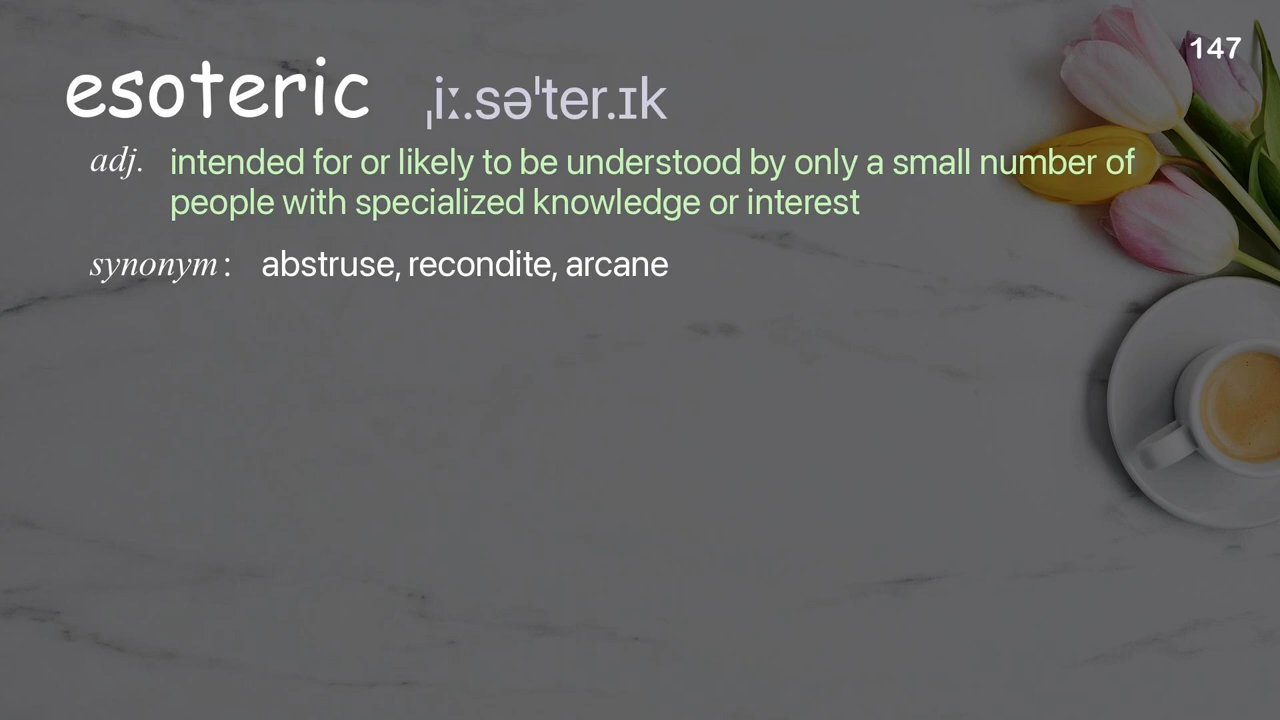 147
esoteric ˌiː.səˈter.ɪk
adj. intended for or likely to be understood by only a small number of
people with specialized knowledge or interest
synonym: abstruse, recondite, arcane